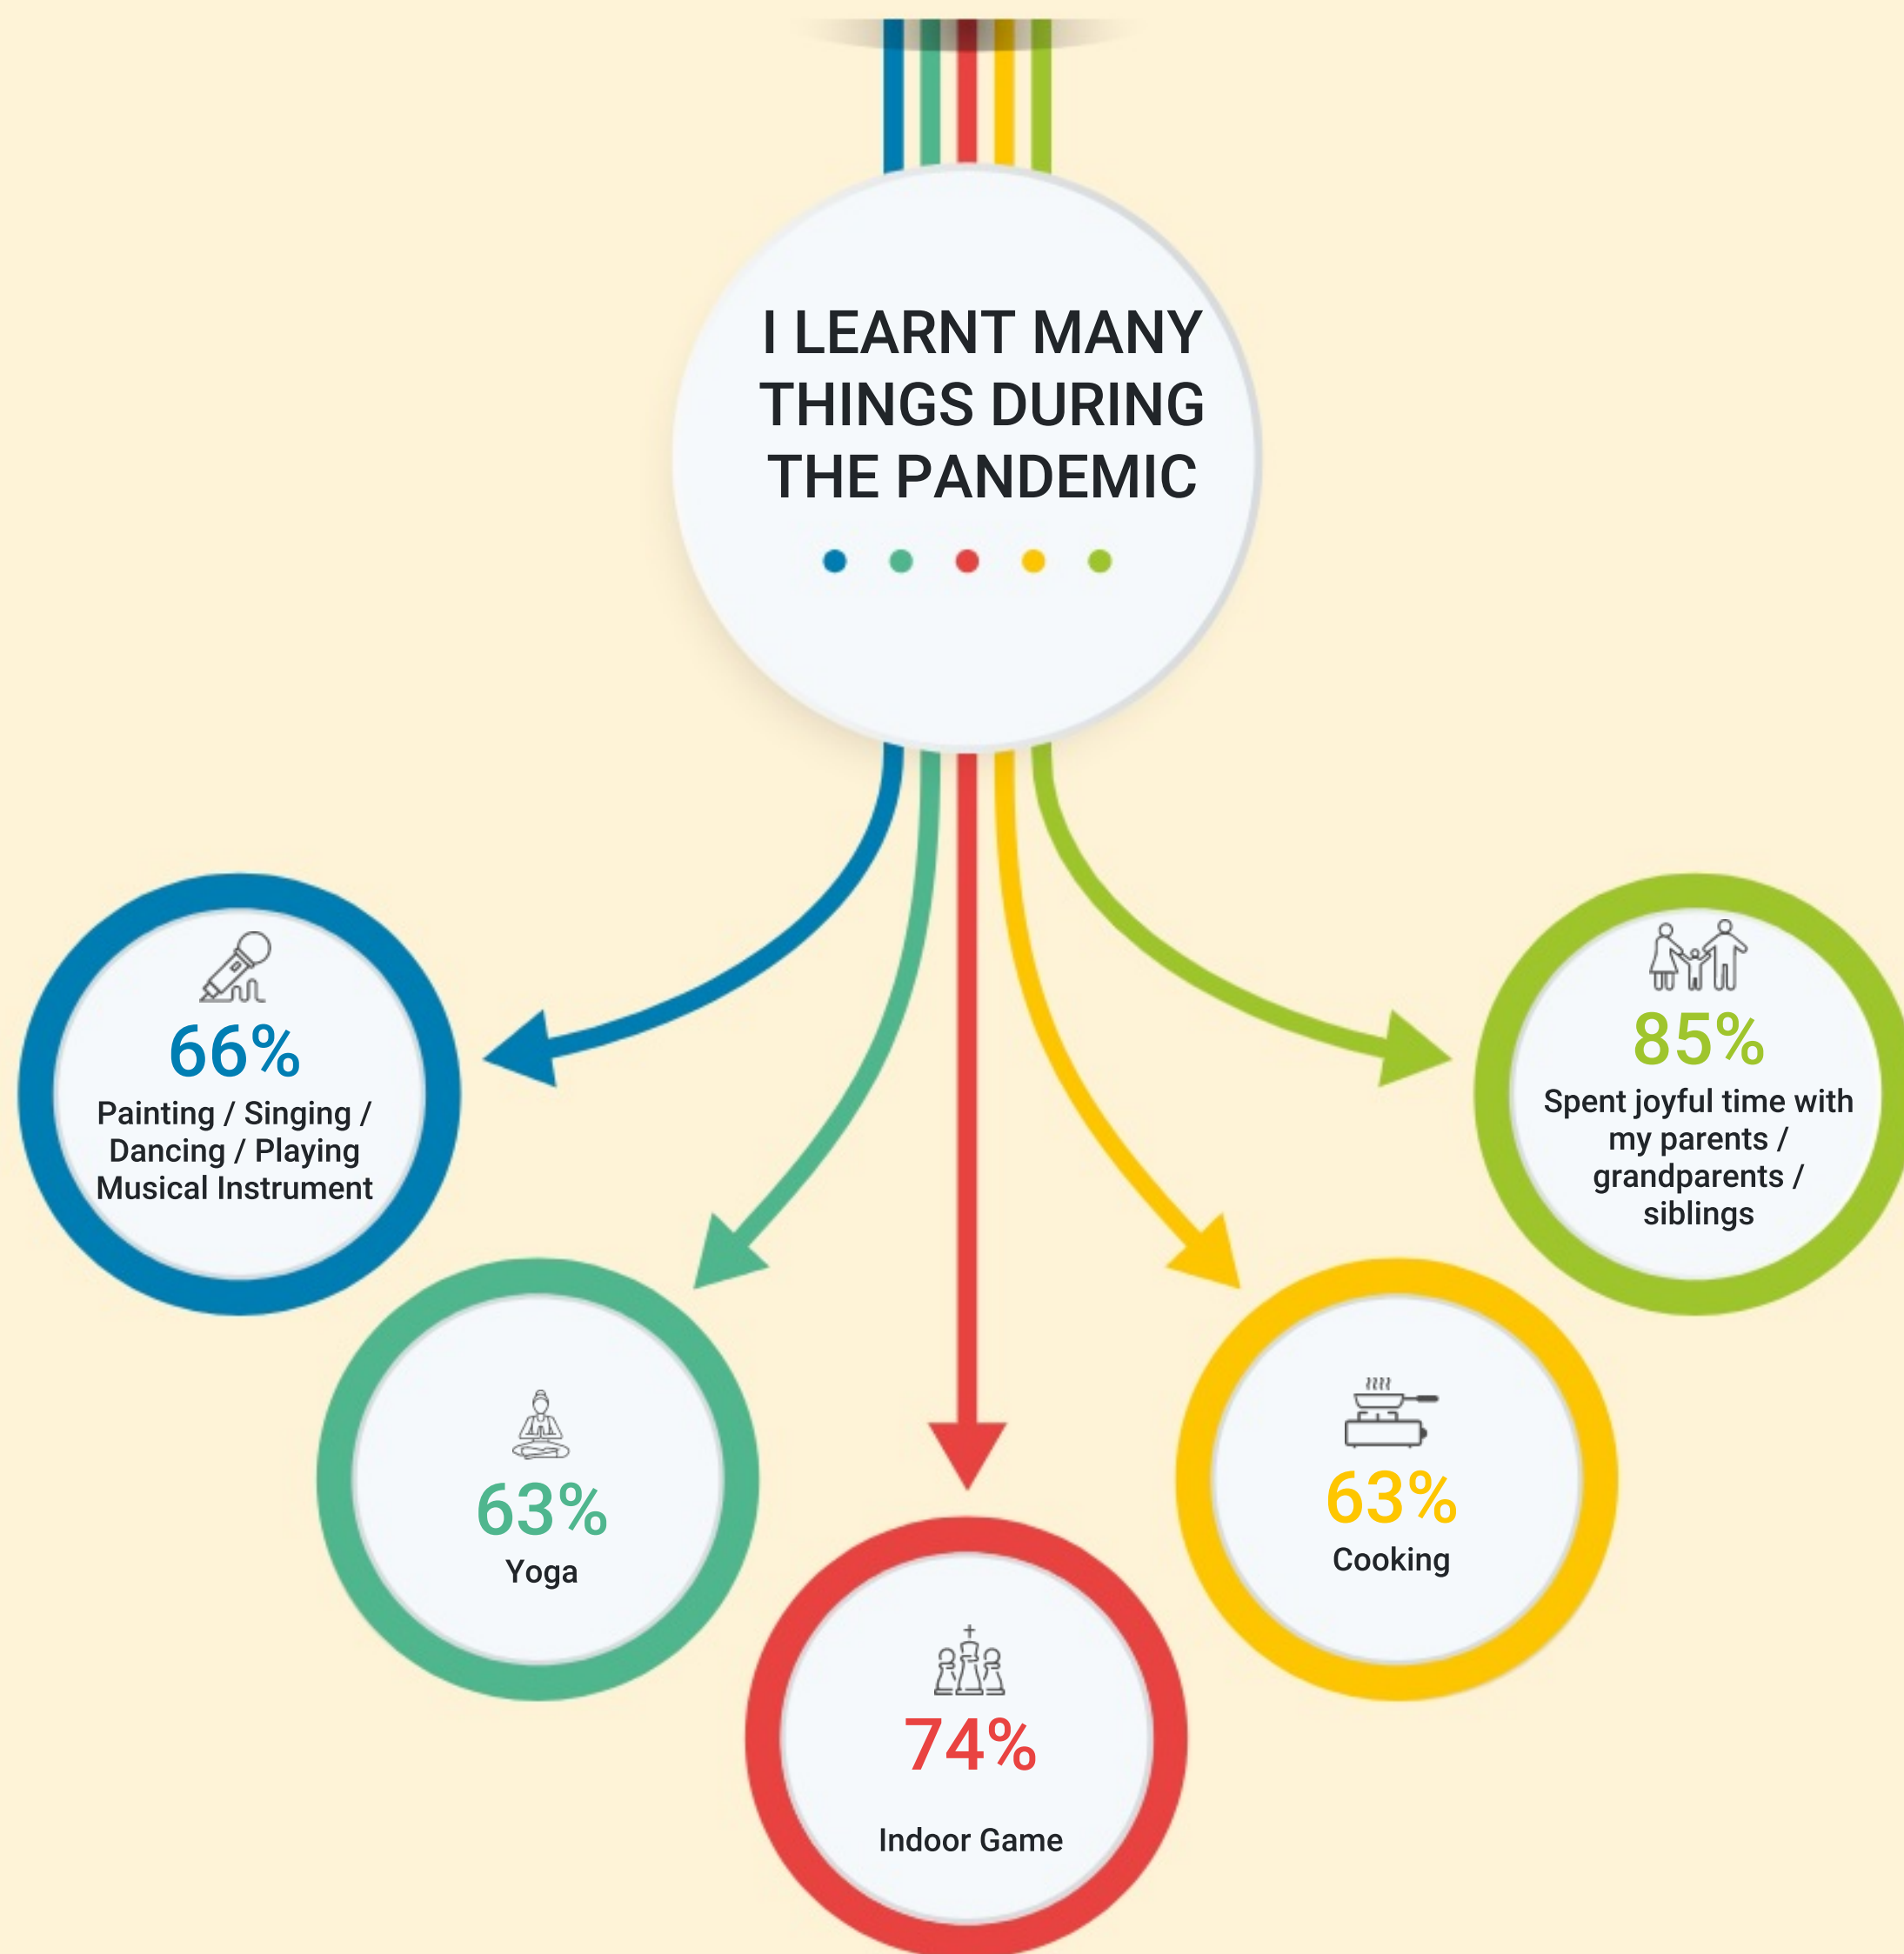 I LEARNT MANY
THINGS DURING
THE PANDEMIC
66%
Painting / Singing /
Dancing / Playing
Musical Instrument
63%
Yoga
74%
Indoor Game
63%
Cooking
85%
Spent joyful time with
my parents /
grandparents /
siblings